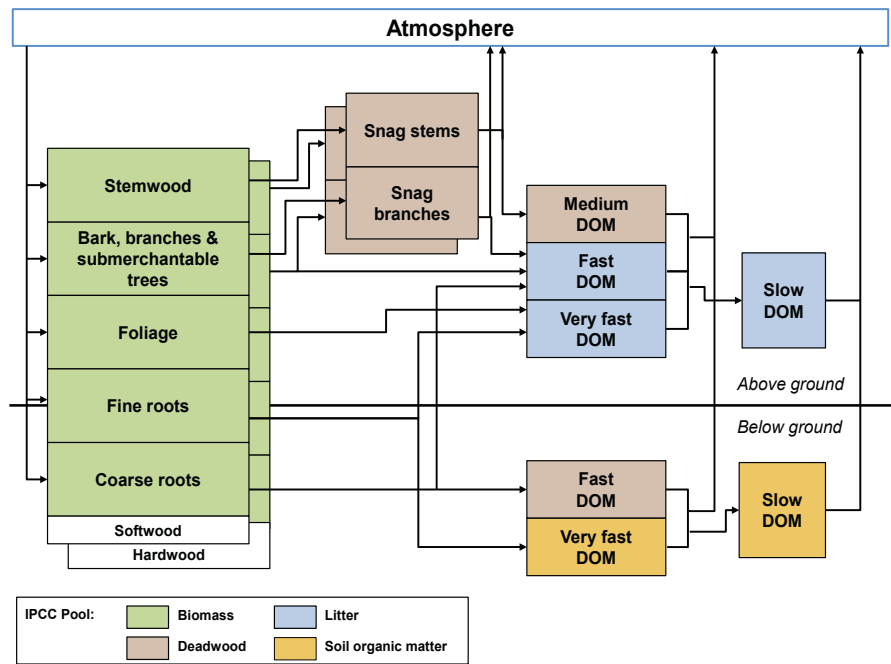 Atmosphere
Snag stems
Snag
branches
Stemwood
Bark, branches &
submerchantable
trees
Foliage
Fine roots
Coarse roots
Softwood
Hardwood
Medium
DOM
Fast
DOM
Very fast
DOM
Slow
DOM
Above ground
Below ground
Fast
DOM
Very fast
DOM
Slow
DOM
IPCC Pool:
Biomass
Litter
Deadwood
Soil organic matter